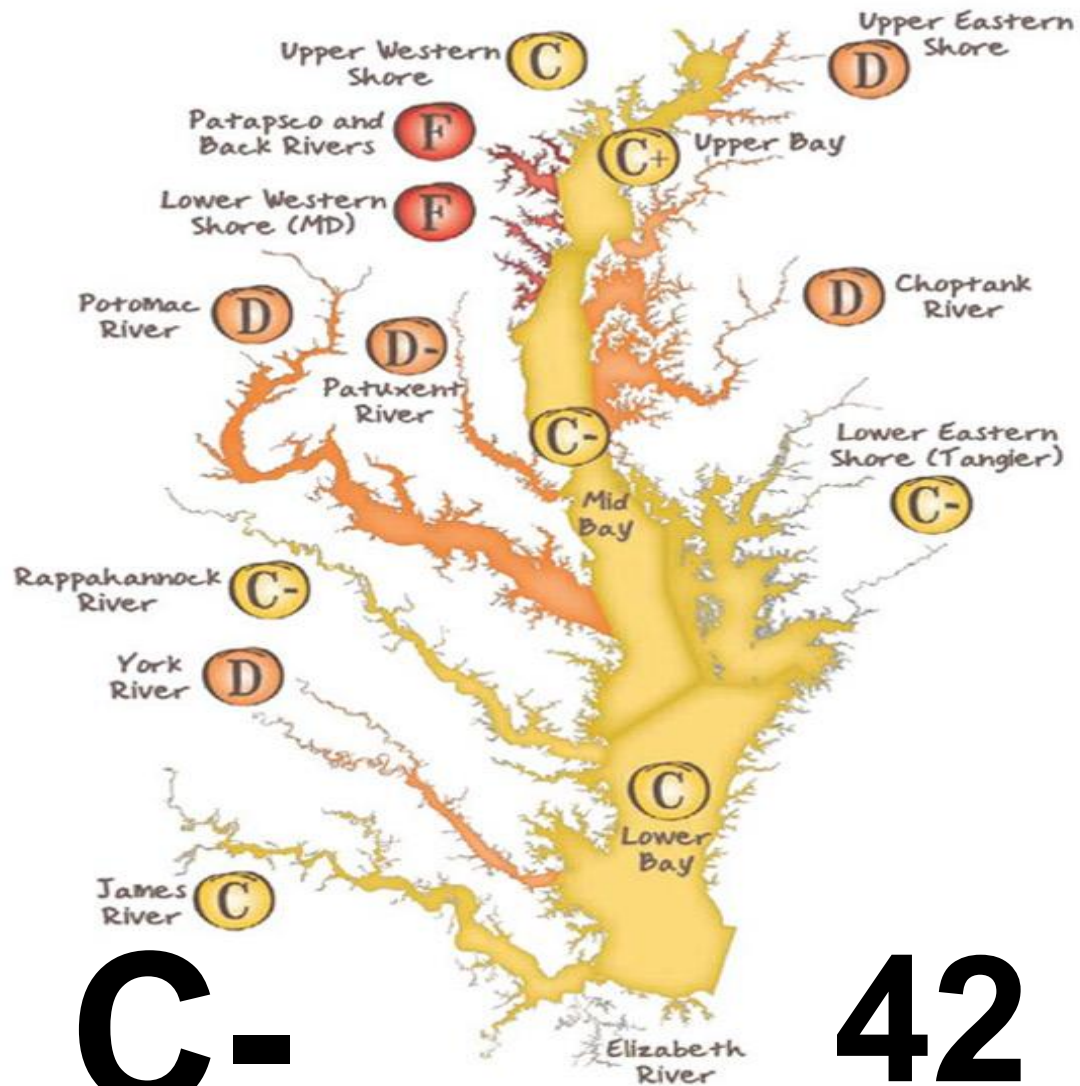 Upper Western
Shore
C
Upper Eastern
Shore
D
Patapsco and
Back Rivers
F
C+
Upper Bay
Lower Western
Shore (MD)
F
Potomac
River
D
D-
Patuxent
River
D
Choptank
River
C-
Mid
Bay
Lower Eastern
Shore (Tangier)
C-
Rappahannock
River
C-
York
River
D
C
Lower
Bay
James
River
C
C-
42
Elizabeth
River